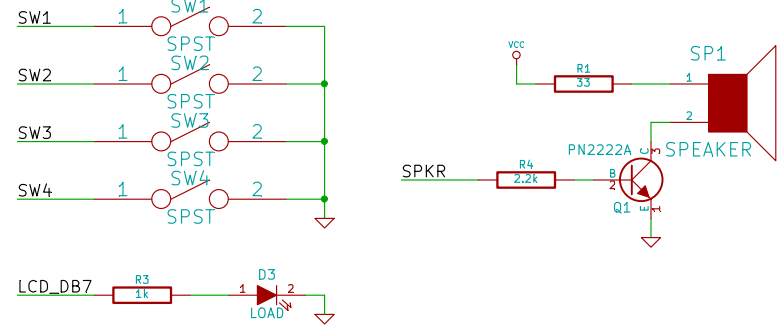 SW1
SW1 1 2
SPST
SW2
SW2 1 2
SPST
SW3
SW3 1 2
SPST
SW4
SW4 1 2
SPST
LCD_DB7
R3
1k
D3
1 2
LOAD
VCC
R1
33
SP1
1
2
SPEAKER
SPKR
R4
2.2k
PN2222A
C 3
B
2
E 1
Q1